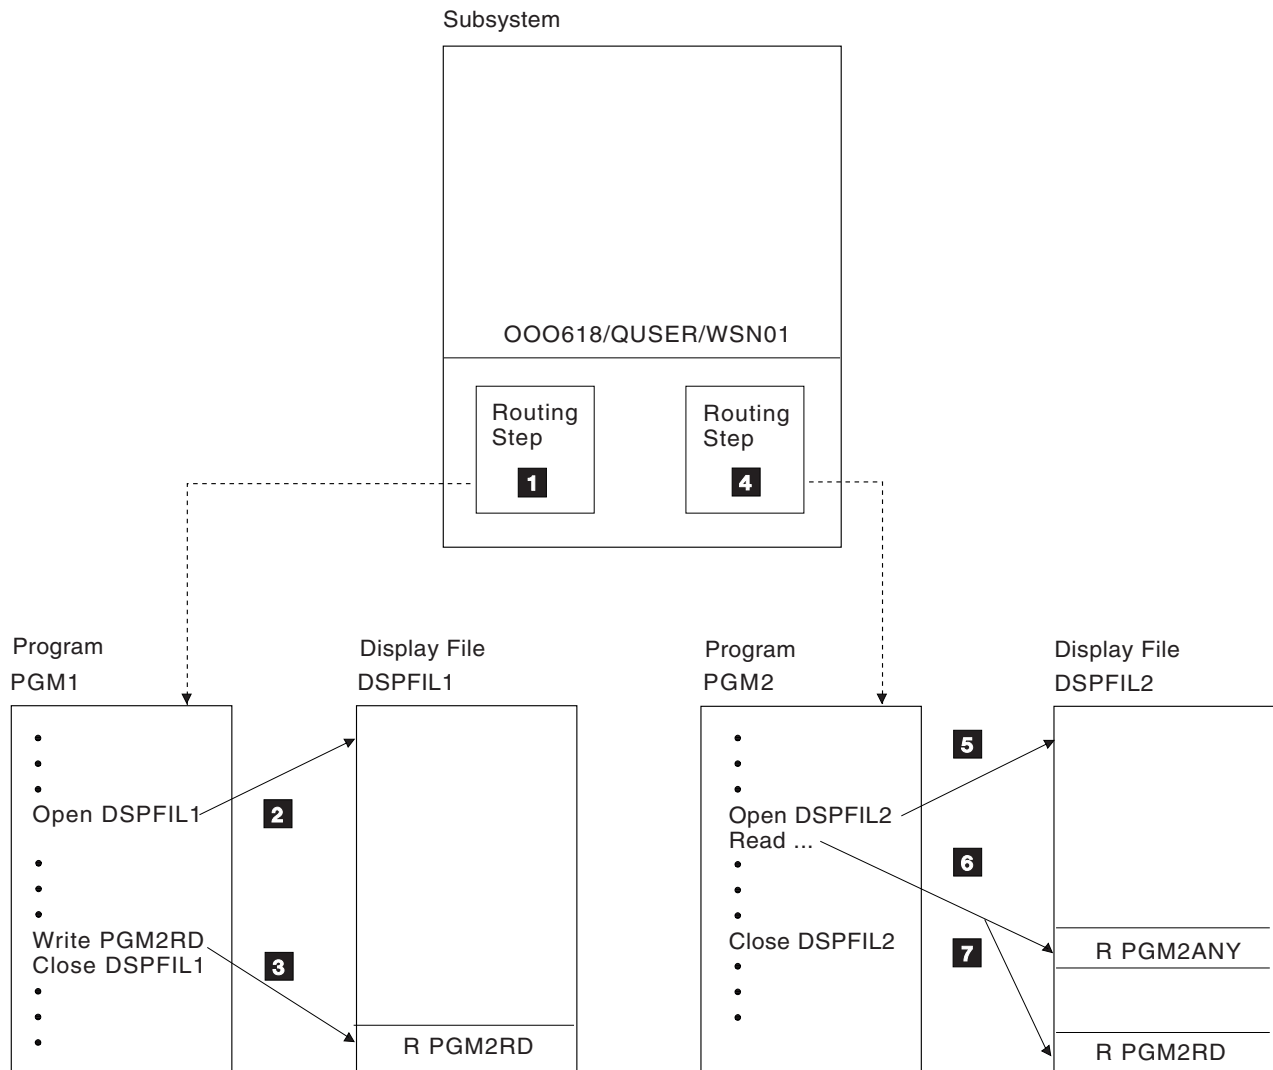 Subsystem
OOO618/QUSER/WSN01
Routing
Step
1
Routing
Step
4
Program
PGM1
Display File
DSPFIL1
Program
PGM2
Display File
DSPFIL2
Open DSPFIL1
2
Write PGM2RD
Close DSPFIL1
3
R PGM2RD
5
Open DSPFIL2
Read ...
6
Close DSPFIL2
7
R PGM2ANY
R PGM2RD